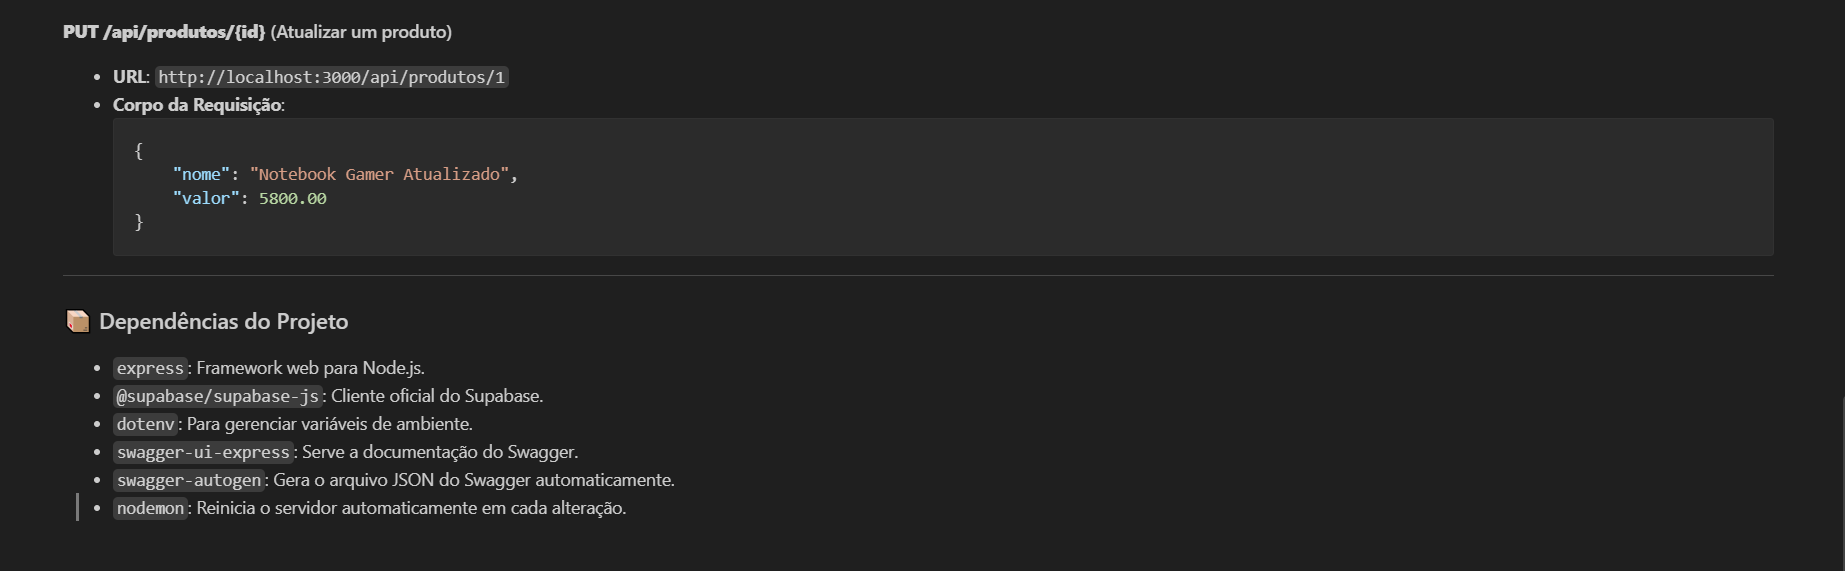 PUT /api/produtos/{id} (Atualizar um produto)
• URL: http://localhost:3000/api/produtos/1
• Corpo da Requisição:
{
    "nome": "Notebook Gamer Atualizado",
    "valor": 5800.00
}
📦 Dependências do Projeto
• express: Framework web para Node.js.
• @supabase/supabase-js: Cliente oficial do Supabase.
• dotenv: Para gerenciar variáveis de ambiente.
• swagger-ui-express: Serve a documentação do Swagger.
• swagger-autogen: Gera o arquivo JSON do Swagger automaticamente.
• nodemon: Reinicia o servidor automaticamente em cada alteração.